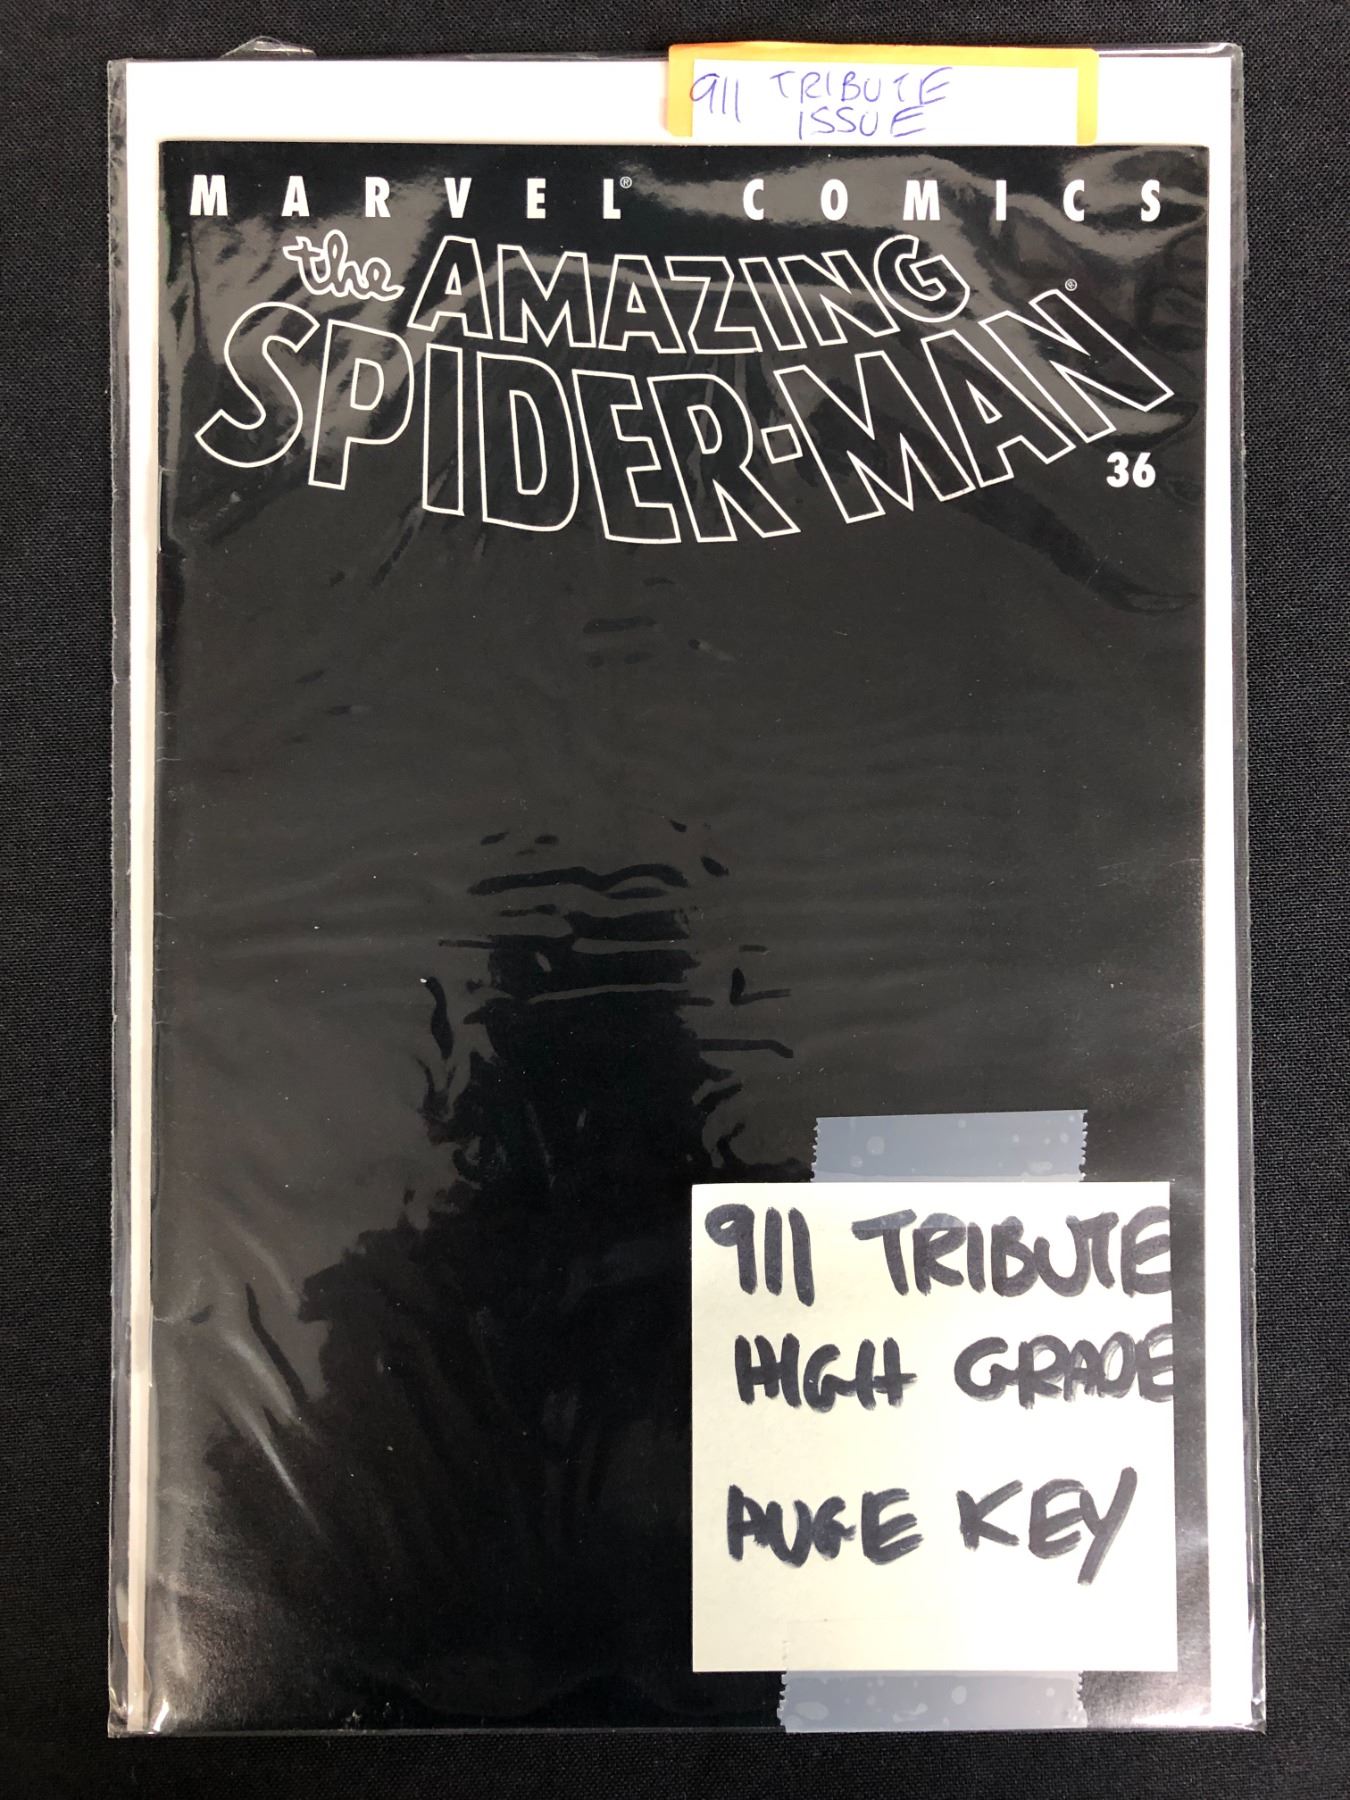 911 TRIBUTE
ISSUE
MARVEL® COMICS
the AMAZING
SPIDER-MAN®
36
911 TRIBUTE
HIGH GRADE
HUGE KEY